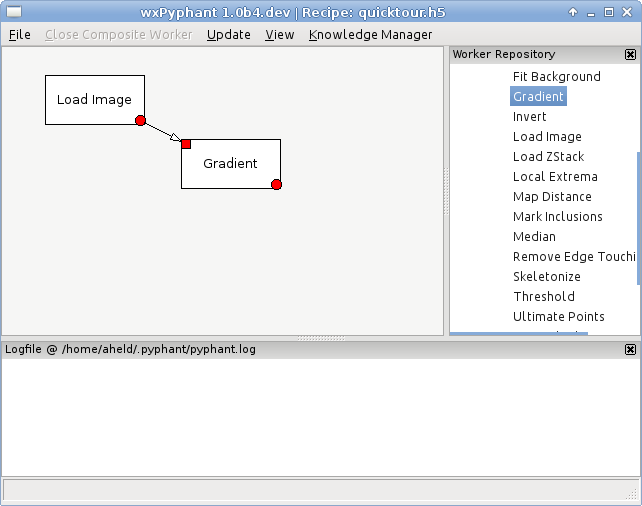 wxPyphant 1.0b4.dev | Recipe: quicktour.h5
File Close Composite Worker Update View Knowledge Manager
Worker Repository
Load Image
Gradient
Fit Background
Gradient
Invert
Load Image
Load ZStack
Local Extrema
Map Distance
Mark Inclusions
Median
Remove Edge Touchi
Skeletonize
Threshold
Ultimate Points
Logfile @ /home/aheld/.pyphant/pyphant.log